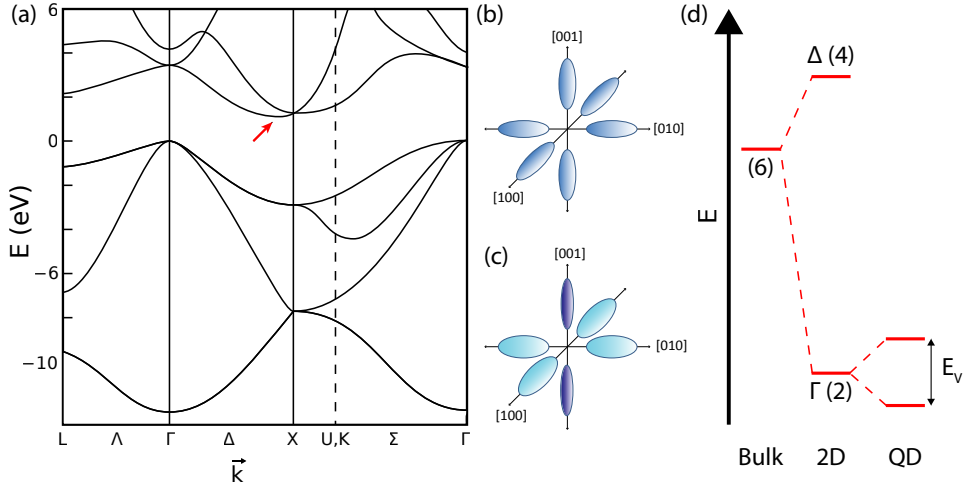 (a)
6
0
−6
−10
E (eV)
L Λ Γ Δ X U,K Σ Γ
k
(b)
[001]
[010]
[100]
(c)
[001]
[010]
[100]
(d)
E
Δ (4)
(6)
Γ (2)
E_V
Bulk 2D QD